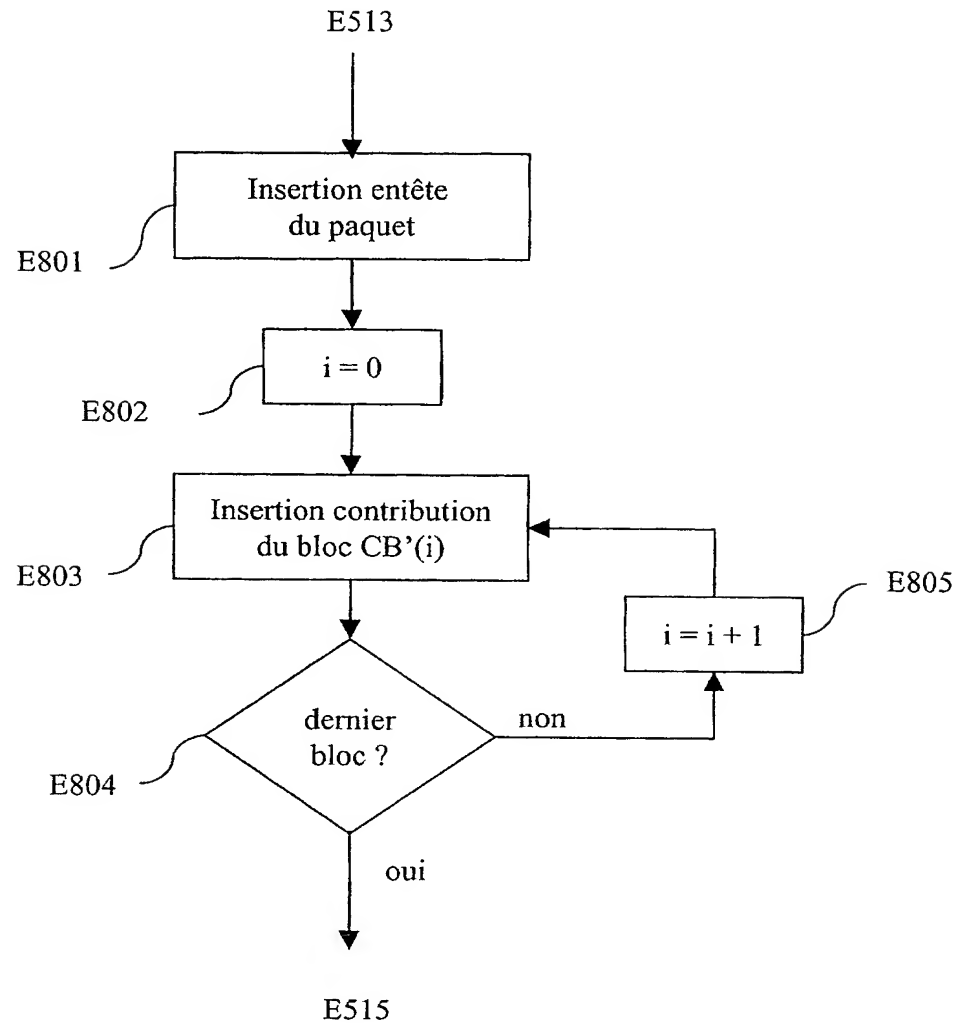 E513
Insertion entête
du paquet
E801
i = 0
E802
Insertion contribution
du bloc CB’(i)
E803
E805
i = i + 1
dernier
bloc ?
non
E804
oui
E515